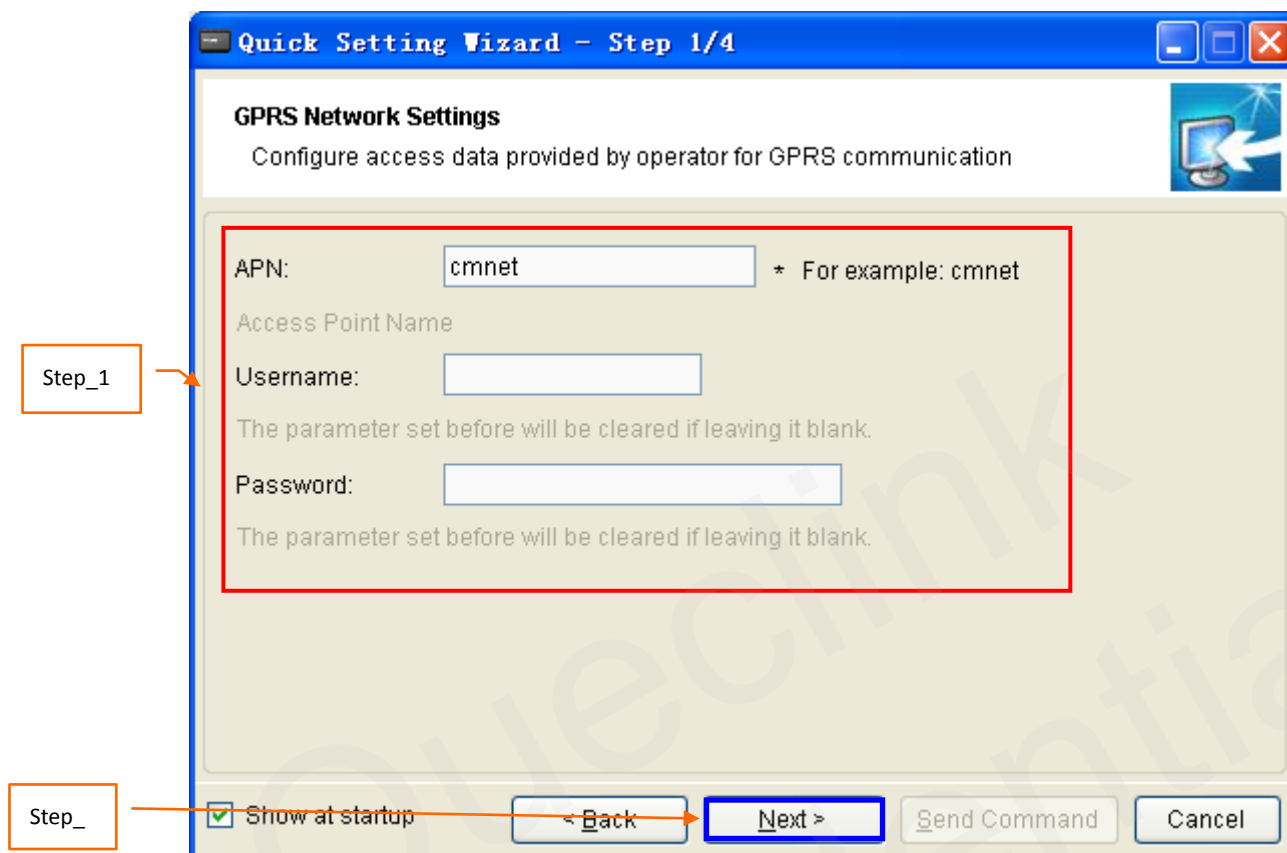 Quick Setting Wizard - Step 1/4
GPRS Network Settings
Configure access data provided by operator for GPRS communication
APN: cmnet * For example: cmnet
Access Point Name
Step_1
Username:
The parameter set before will be cleared if leaving it blank.
Password:
The parameter set before will be cleared if leaving it blank.
Step_
Show at startup < Back Next > Send Command Cancel
Queclink